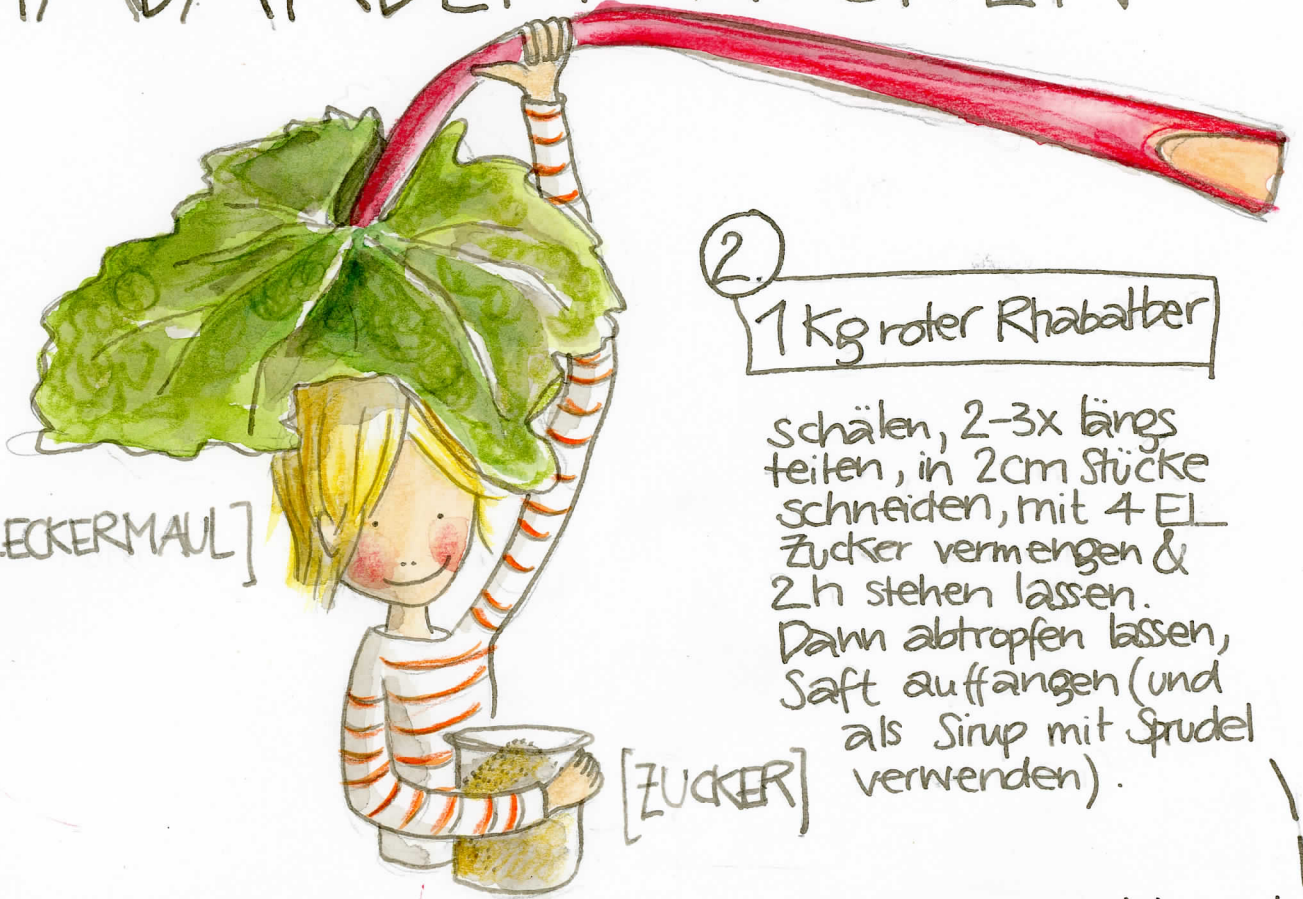 2.
1 Kg roter Rhabarber
schälen, 2-3x längs
teilen, in 2cm Stücke
schneiden, mit 4 EL
Zucker vermengen &
2h stehen lassen.
Dann abtropfen lassen,
Saft auffangen (und
als Sirup mit Sprudel
verwenden).
LECKERMAUL]
[ZUCKER]